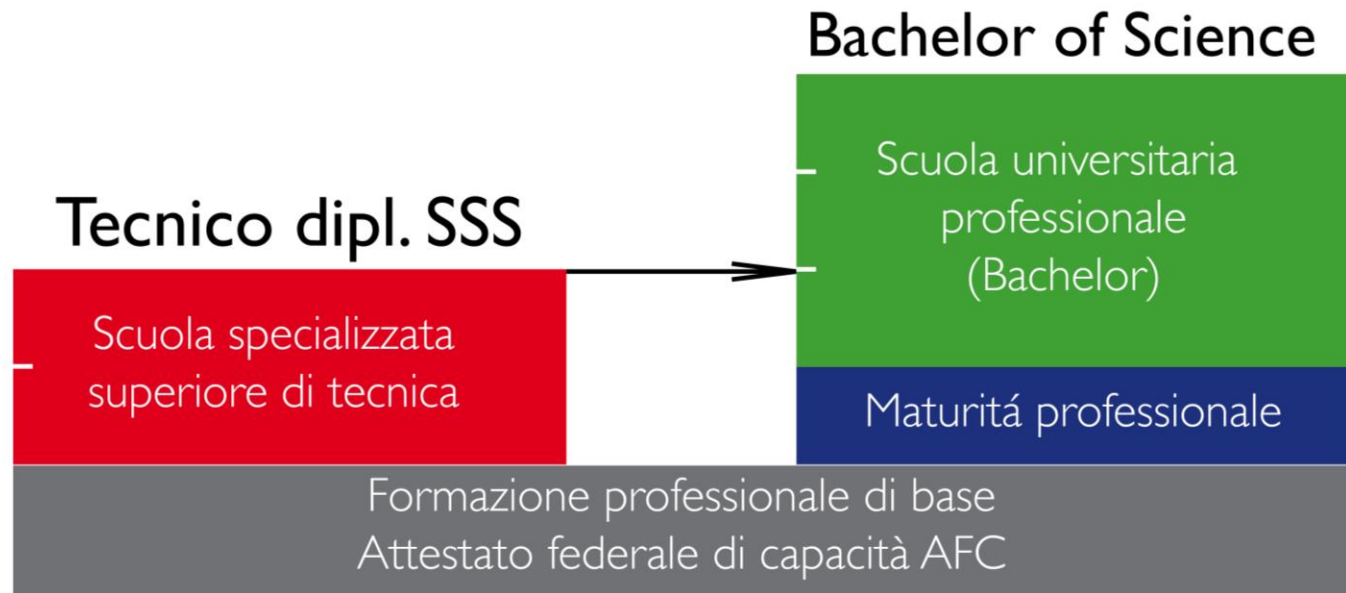 Bachelor of Science
Scuola universitaria
professionale
(Bachelor)
Tecnico dipl. SSS
Scuola specializzata
superiore di tecnica
Maturitá professionale
Formazione professionale di base
Attestato federale di capacità AFC